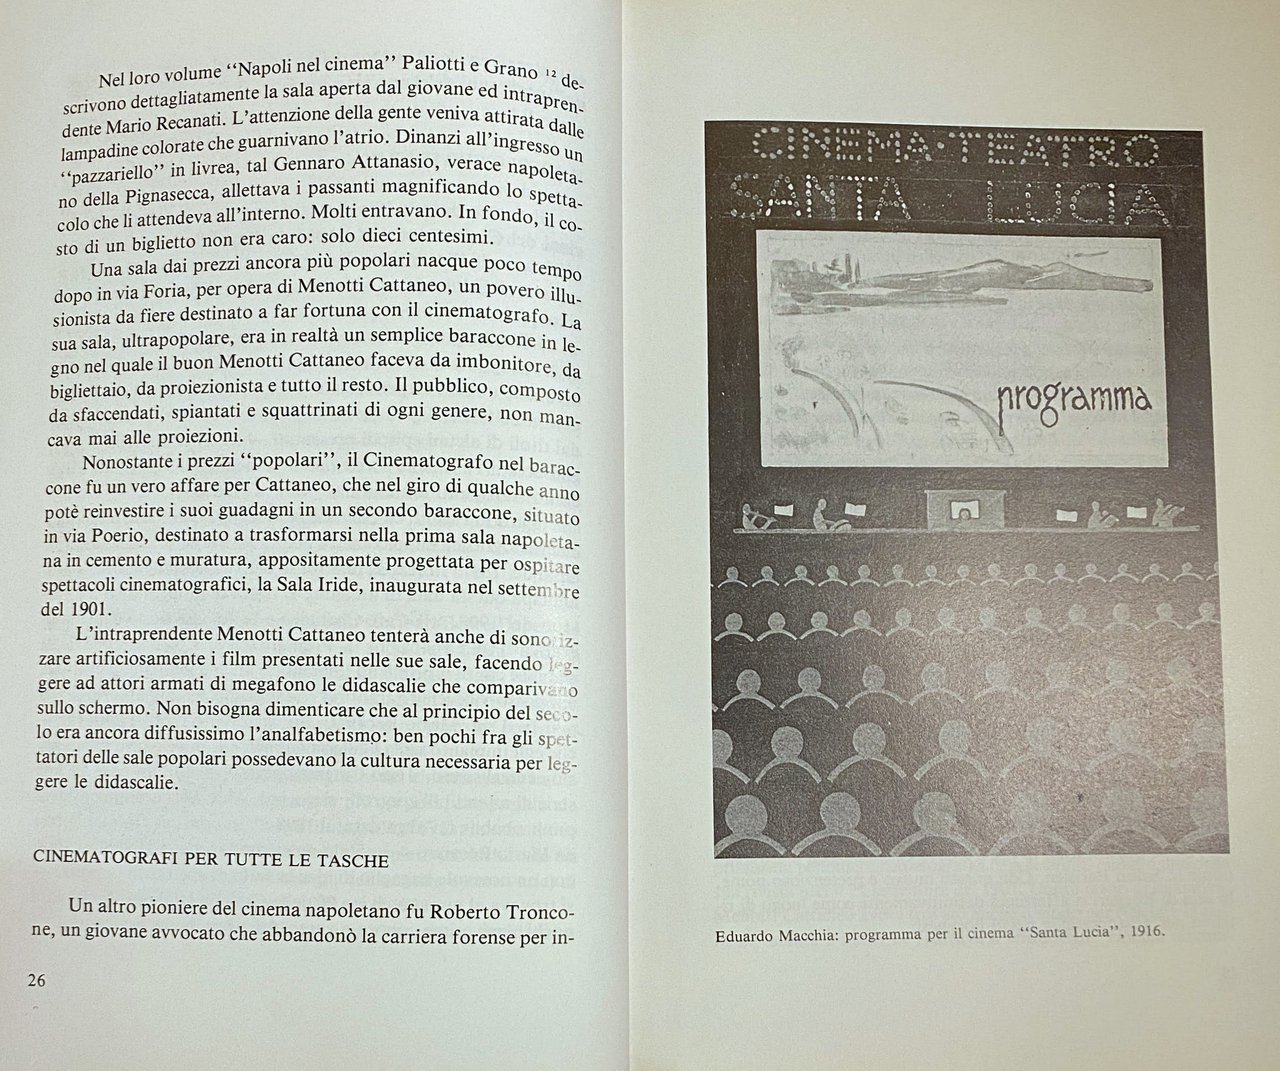 Nel loro volume “Napoli nel cinema” Paliotti e Grano 12 de-
scrivono dettagliatamente la sala aperta dal giovane ed intrapren-
dente Mario Recanati. L’attenzione della gente veniva attirata dalle
lampadine colorate che guarnivano l’atrio. Dinanzi all’ingresso un
“pazzariello” in livrea, tal Gennaro Attanasio, verace napoleta-
no della Pignasecca, allettava i passanti magnificando lo spetta-
colo che li attendeva all’interno. Molti entravano. In fondo, il co-
sto di un biglietto non era caro: solo dieci centesimi.
Una sala dai prezzi ancora più popolari nacque poco tempo
dopo in via Foria, per opera di Menotti Cattaneo, un povero illu-
sionista da fiere destinato a far fortuna con il cinematografo. La
sua sala, ultrapopolare, era in realtà un semplice baraccone in le-
gno nel quale il buon Menotti Cattaneo faceva da imbonitore, da
bigliettaio, da proiezionista e tutto il resto. Il pubblico, composto
da sfaccendati, spiantati e squattrinati di ogni genere, non man-
cava mai alle proiezioni.
Nonostante i prezzi “popolari”, il Cinematografo nel barac-
cone fu un vero affare per Cattaneo, che nel giro di qualche anno
potè reinvestire i suoi guadagni in un secondo baraccone, situato
in via Poerio, destinato a trasformarsi nella prima sala napoleta-
na in cemento e muratura, appositamente progettata per ospitare
spettacoli cinematografici, la Sala Iride, inaugurata nel settembre
del 1901.
L’intraprendente Menotti Cattaneo tenterà anche di sonoriz-
zare artificiosamente i film presentati nelle sue sale, facendo leg-
gere ad attori armati di megafono le didascalie che comparivano
sullo schermo. Non bisogna dimenticare che al principio del seco-
lo era ancora diffusissimo l’analfabetismo: ben pochi fra gli spet-
tatori delle sale popolari possedevano la cultura necessaria per leg-
gere le didascalie.
CINEMATOGRAFI PER TUTTE LE TASCHE
Un altro pioniere del cinema napoletano fu Roberto Tronco-
ne, un giovane avvocato che abbandonò la carriera forense per in-
26
CINEMA·TEATRO
SANTA LUCIA
programma
Eduardo Macchia: programma per il cinema “Santa Lucia”, 1916.